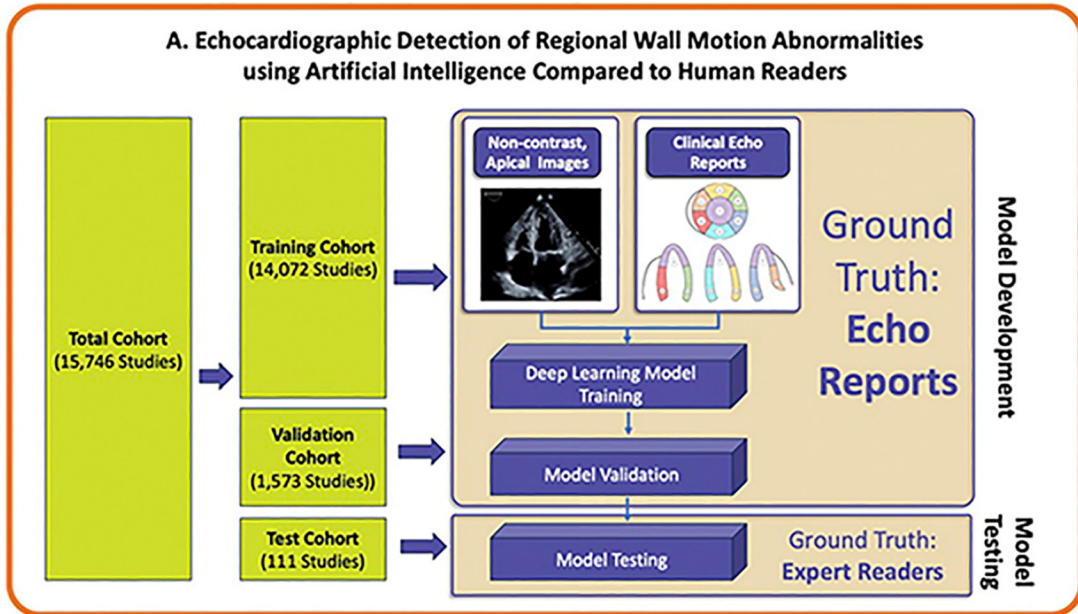 A. Echocardiographic Detection of Regional Wall Motion Abnormalities
using Artificial Intelligence Compared to Human Readers
Total Cohort
(15,746 Studies)
Training Cohort
(14,072 Studies)
Validation
Cohort
(1,573 Studies))
Test Cohort
(111 Studies)
Non-contrast,
Apical Images
Clinical Echo
Reports
Deep Learning Model
Training
Model Validation
Model Testing
Ground
Truth:
Echo
Reports
Ground Truth:
Expert Readers
Model Development
Model
Testing